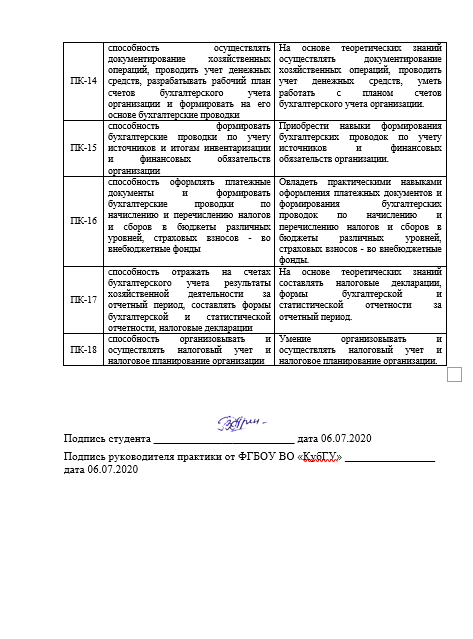 ПК-14
способность осуществлять
документирование хозяйственных
операций, проводить учет денежных
средств, разрабатывать рабочий план
счетов бухгалтерского учета
организации и формировать на его
основе бухгалтерские проводки
На основе теоретических знаний
осуществлять документирование
хозяйственных операций, проводить
учет денежных средств, уметь
работать с планом счетов
бухгалтерского учета организации.
ПК-15
способность формировать
бухгалтерские проводки по учету
источников и итогам инвентаризации
и финансовых обязательств
организации
Приобрести навыки формирования
бухгалтерских проводок по учету
источников и финансовых
обязательств организации.
ПК-16
способность оформлять платежные
документы и формировать
бухгалтерские проводки по
начислению и перечислению налогов
и сборов в бюджеты различных
уровней, страховых взносов - во
внебюджетные фонды
Овладеть практическими навыками
оформления платежных документов и
формирования бухгалтерских
проводок по начислению и
перечислению налогов и сборов в
бюджеты различных уровней,
страховых взносов - во внебюджетные
фонды.
ПК-17
способность отражать на счетах
бухгалтерского учета результаты
хозяйственной деятельности за
отчетный период, составлять формы
бухгалтерской и статистической
отчетности, налоговые декларации
На основе теоретических знаний
составлять налоговые декларации,
формы бухгалтерской и
статистической отчетности за
отчетный период.
ПК-18
способность организовывать и
осуществлять налоговый учет и
налоговое планирование организации
Умение организовывать и
осуществлять налоговый учет и
налоговое планирование организации.
Подпись студента ___________________________ дата 06.07.2020
Подпись руководителя практики от ФГБОУ ВО «КубГУ» _________________
дата 06.07.2020